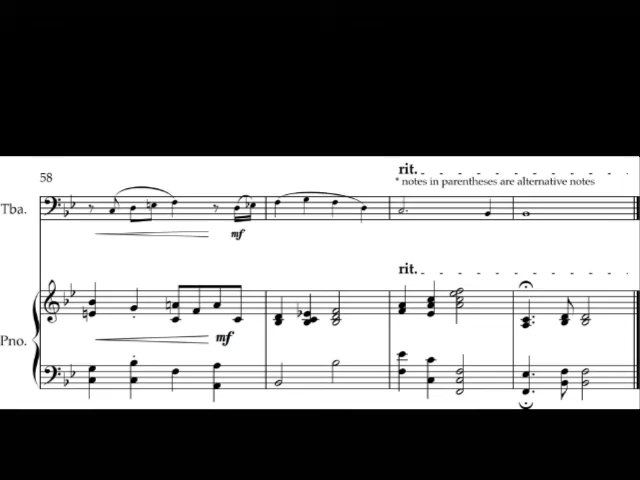 58
rit.
* notes in parentheses are alternative notes
Tba.
mf
rit.
Pno.
mf